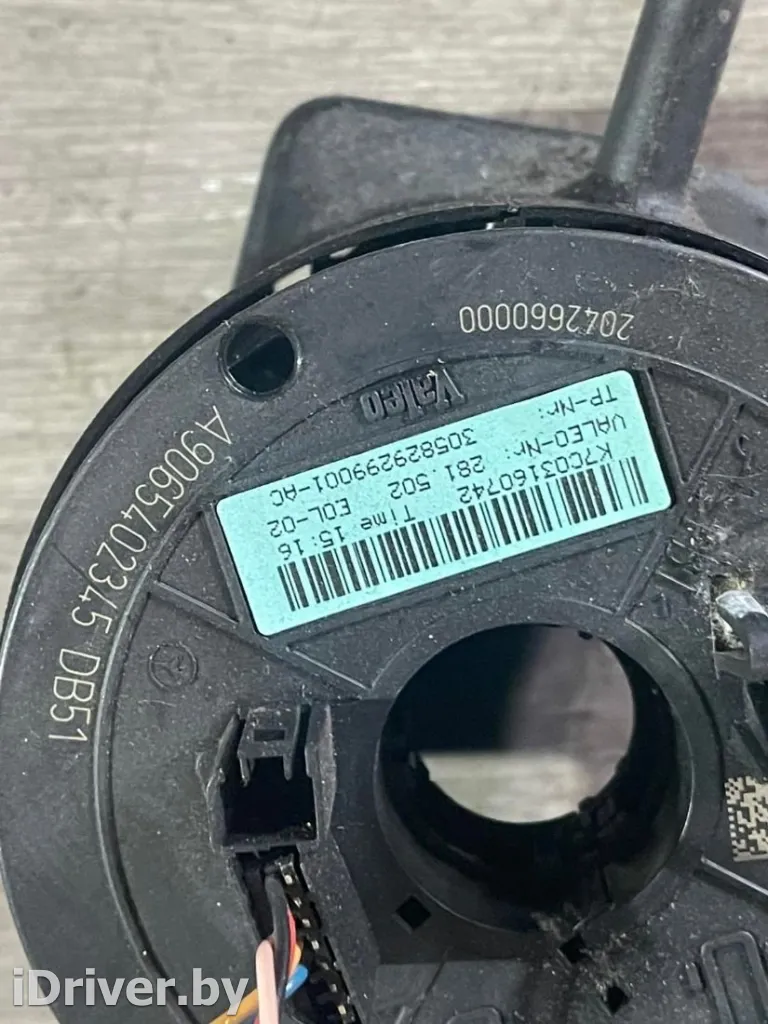 2042660000
Valeo
A9065402345 DB51
TP-Nr:
VALEO-Nr: 305829299001-AC
K7C03160742 281 502 EOL-02
Time 15:16
iDriver.by